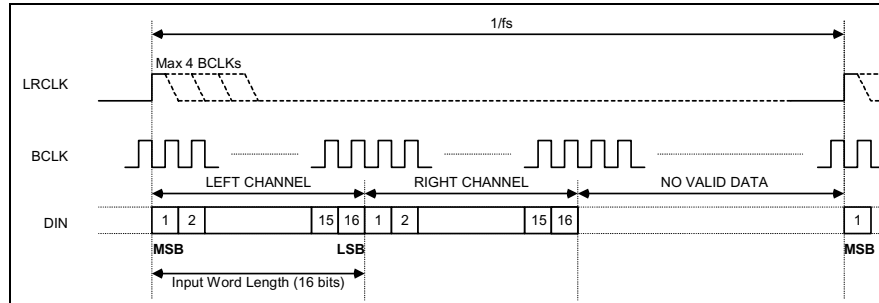 1/fs
Max 4 BCLKs
LRCLK
BCLK
LEFT CHANNEL RIGHT CHANNEL NO VALID DATA
DIN 1 2 15 16 1 2 15 16 1
MSB LSB MSB
Input Word Length (16 bits)